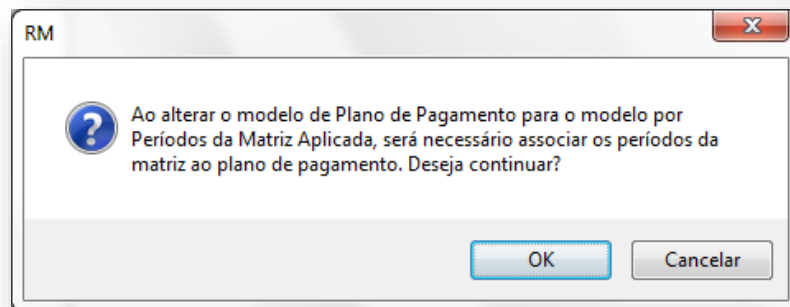 RM
Ao alterar o modelo de Plano de Pagamento para o modelo por
Períodos da Matriz Aplicada, será necessário associar os períodos da
matriz ao plano de pagamento. Deseja continuar?
OK
Cancelar